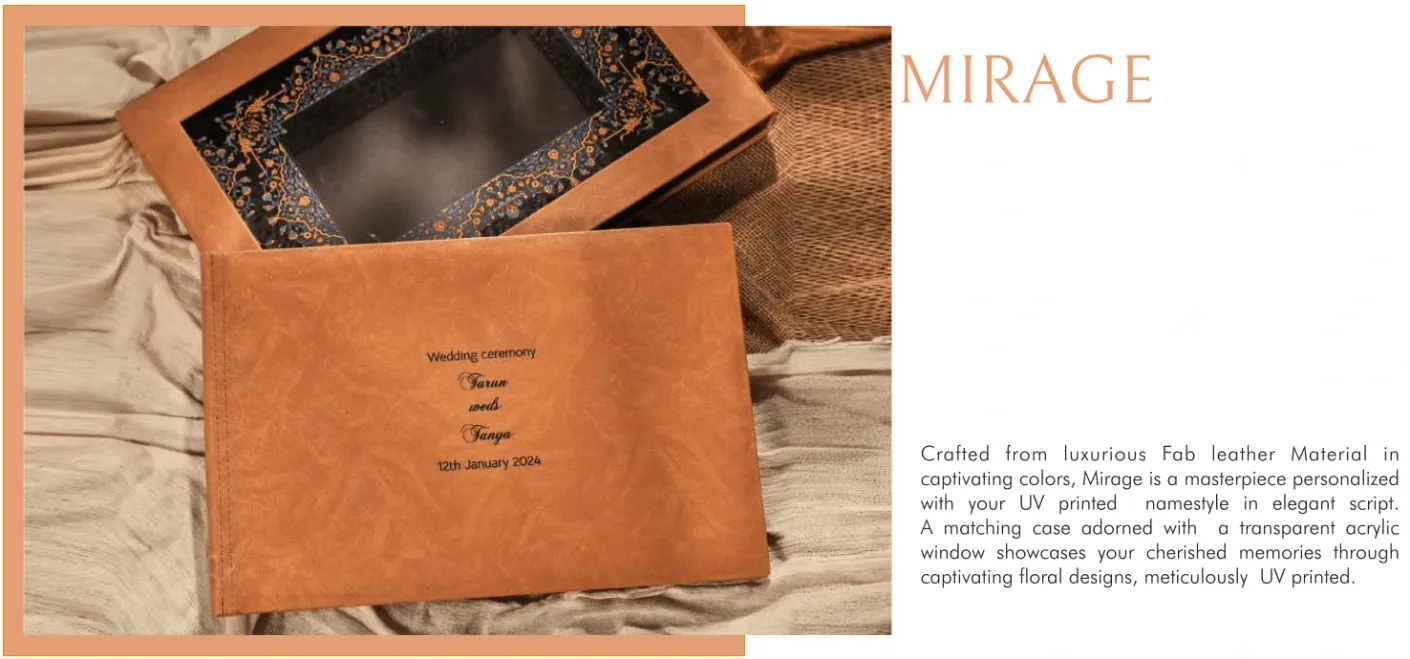 MIRAGE
Wedding ceremony
Tarun
weds
Tanya
12th January 2024
Crafted from luxurious Fab leather Material in
captivating colors, Mirage is a masterpiece personalized
with your UV printed namestyle in elegant script.
A matching case adorned with a transparent acrylic
window showcases your cherished memories through
captivating floral designs, meticulously UV printed.